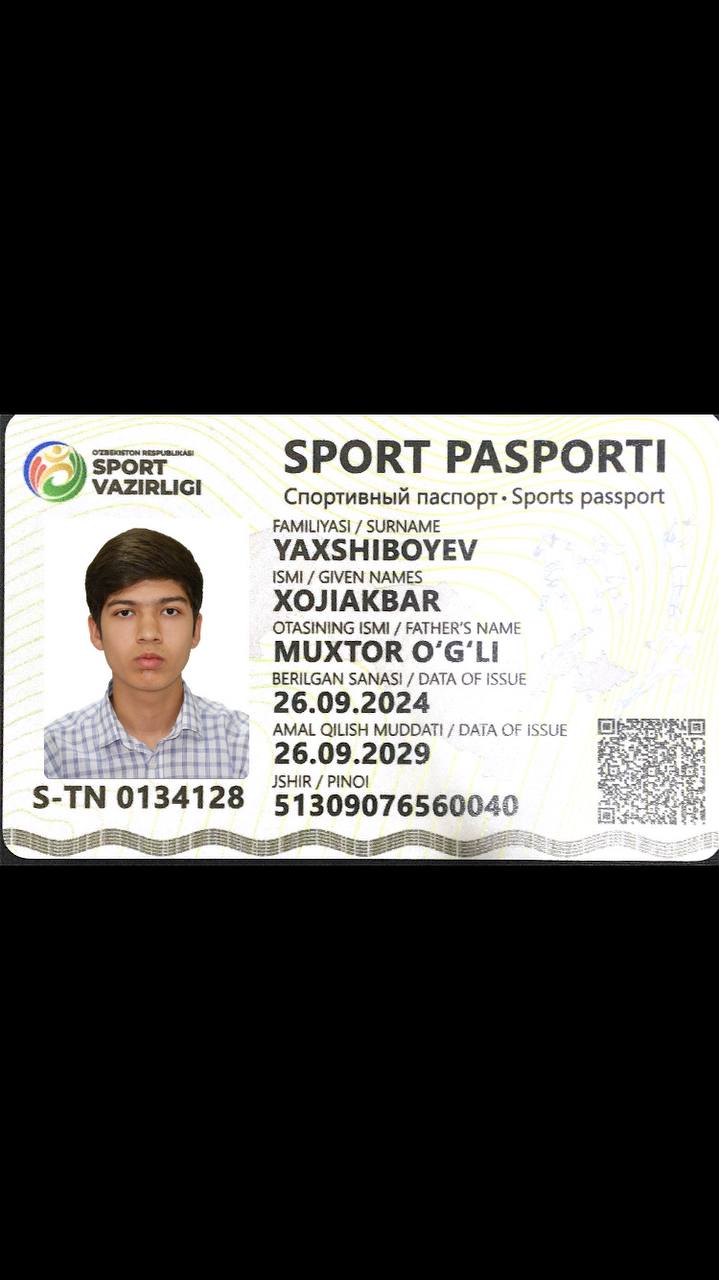 O'ZBEKISTON RESPUBLIKASI
SPORT
VAZIRLIGI
SPORT PASPORTI
Спортивный паспорт • Sports passport
FAMILIYASI / SURNAME
YAXSHIBOYEV
ISMI / GIVEN NAMES
XOJIAKBAR
OTASINING ISMI / FATHER'S NAME
MUXTOR O‘G‘LI
BERILGAN SANASI / DATA OF ISSUE
26.09.2024
AMAL QILISH MUDDATI / DATA OF ISSUE
26.09.2029
JSHIR / PINOI
51309076560040
S-TN 0134128